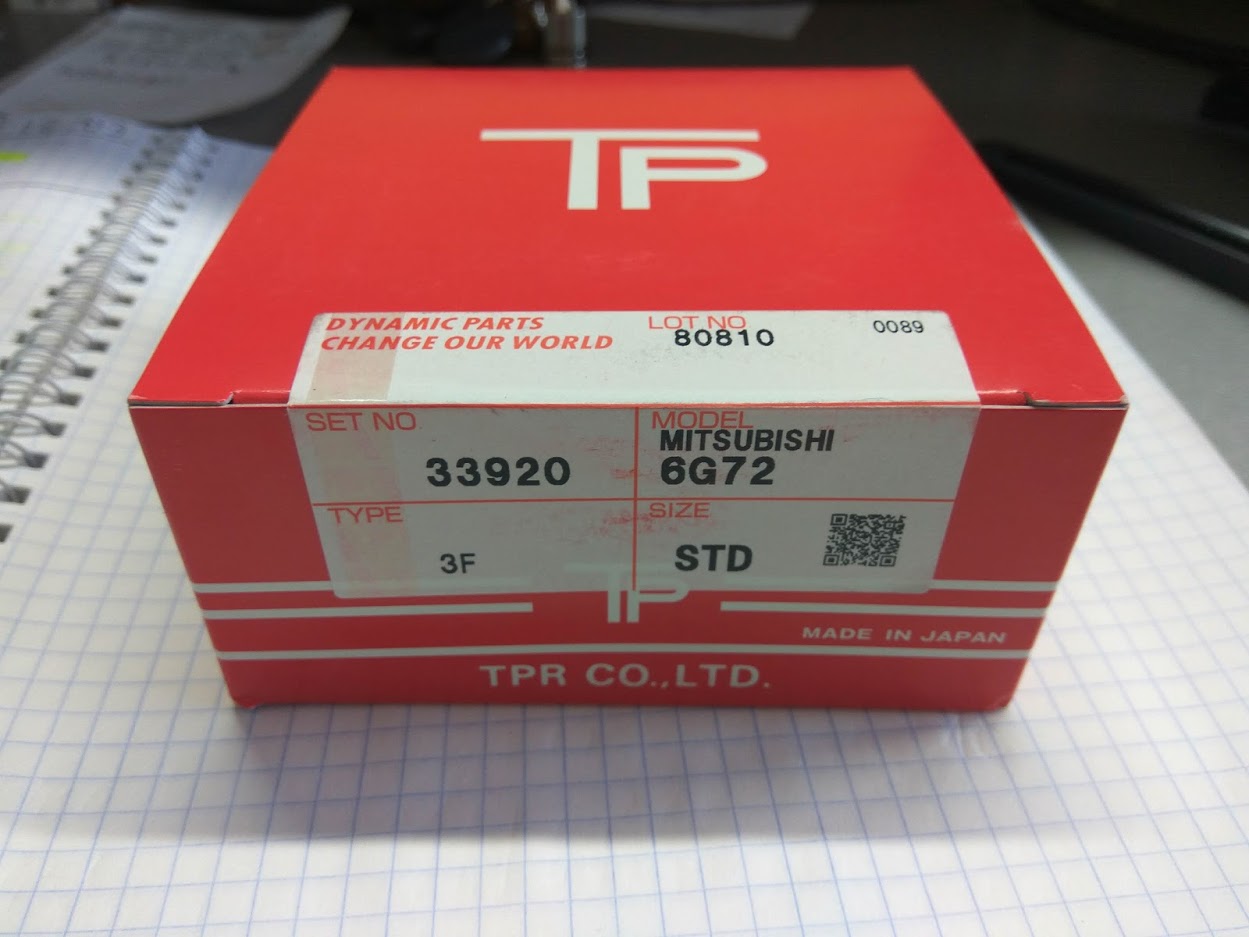 TP
DYNAMIC PARTS
CHANGE OUR WORLD
LOT NO
80810
0089
SET NO.
33920
MODEL
MITSUBISHI
6G72
TYPE
3F
SIZE
STD
TP
MADE IN JAPAN
TPR CO.,LTD.